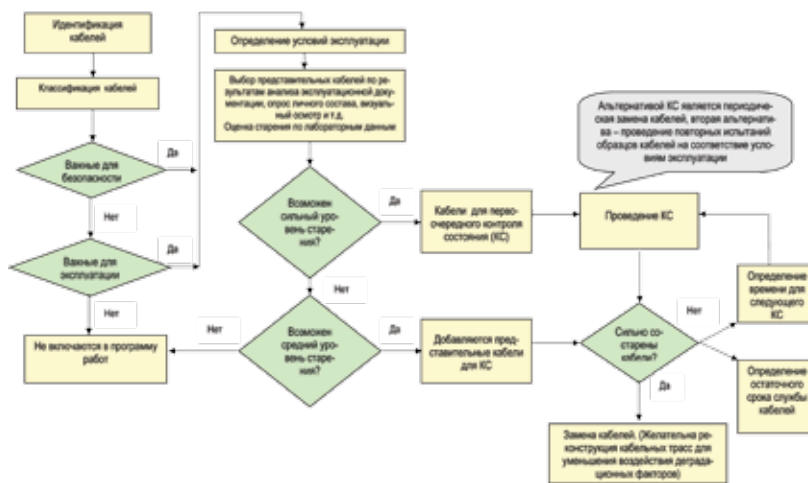 Идентификация
кабелей
Классификация кабелей
Важные для
безопасности
Да
Нет
Важные для
эксплуатации
Да
Нет
Не включаются в программу
работ
Определение условий эксплуатации
Выбор представительных кабелей по ре-
зультатам анализа эксплуатационной доку-
ментации, опрос личного состава, визуаль-
ный осмотр и т.д.
Оценка старения по лабораторным данным
Возможен
сильный уро-
вень старе-
ния?
Да
Нет
Возможен
средний уро-
вень старе-
ния?
Нет
Да
Кабели для перво-
очередного контроля
состояния (КС)
Добавляются пред-
ставительные кабели
для КС
Альтернативой КС является периодичес-
кая замена кабелей, вторая альтернати-
ва – проведение повторных испытаний
образцов кабелей на соответствие усло-
виям эксплуатации
Проведение КС
Сильно со-
старены
кабили?
Нет
Да
Определение
времени для
следующего
КС
Определение
остаточного
срока службы
кабелей
Замена кабелей. (Желательна ре-
конструкция кабельных трасс для
уменьшения воздействия деграда-
ционных факторов)